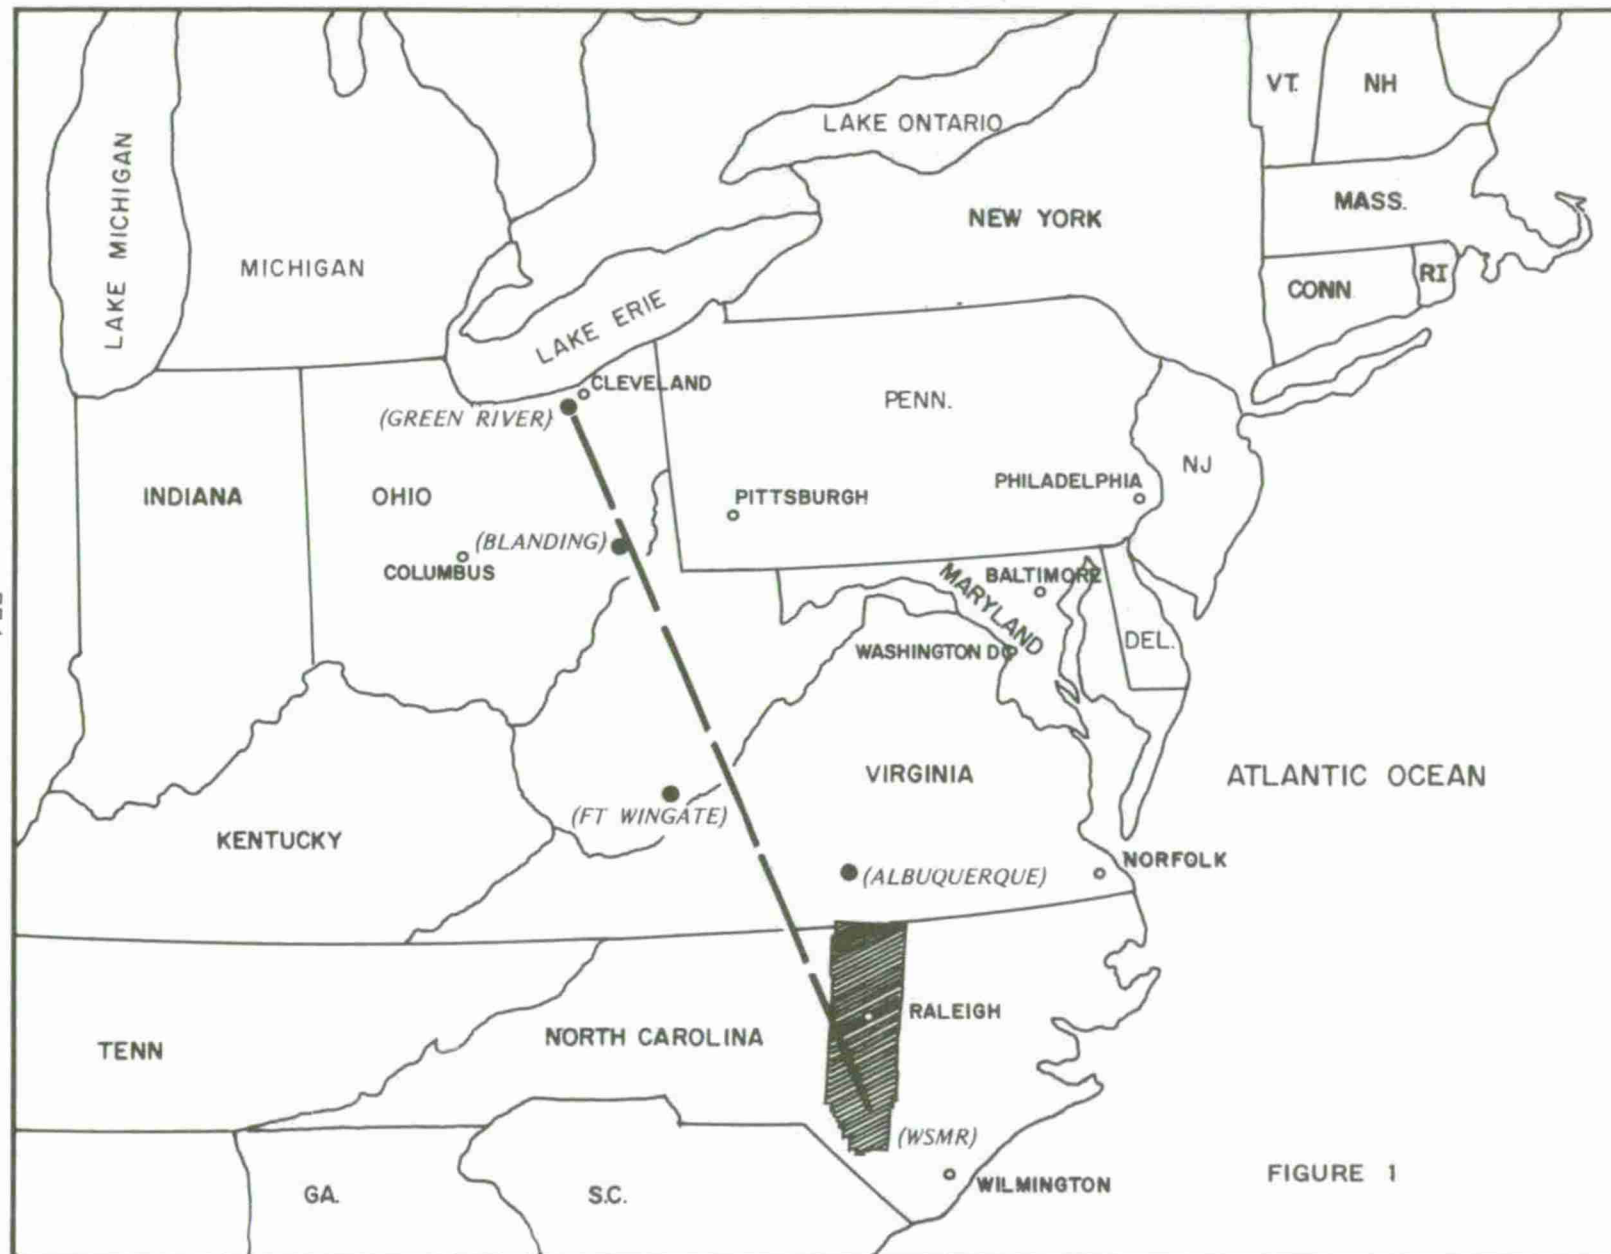 VT.
NH
LAKE ONTARIO
LAKE MICHIGAN
MASS.
NEW YORK
MICHIGAN
RI
CONN
LAKE ERIE
CLEVELAND
PENN.
(GREEN RIVER)
NJ
INDIANA
OHIO
PITTSBURGH
PHILADELPHIA
(BLANDING)
COLUMBUS
MARYLAND
BALTIMORE
DEL.
WASHINGTON DC
VIRGINIA
ATLANTIC OCEAN
(FT WINGATE)
KENTUCKY
NORFOLK
(ALBUQUERQUE)
RALEIGH
NORTH CAROLINA
TENN
(WSMR)
FIGURE 1
WILMINGTON
GA.
S.C.